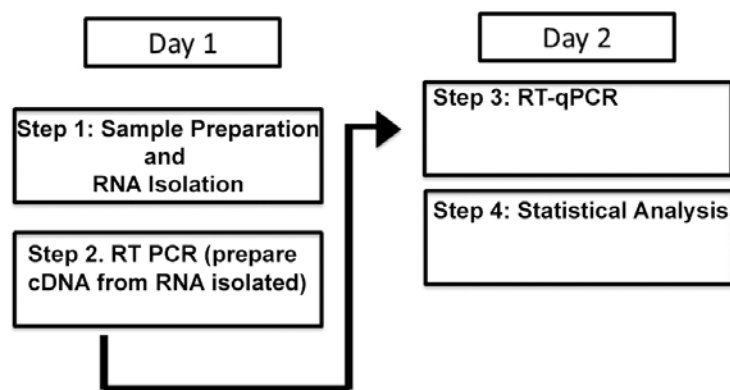 Day 1
Step 1: Sample Preparation
and
RNA Isolation
Step 2. RT PCR (prepare
cDNA from RNA isolated)
Day 2
Step 3: RT-qPCR
Step 4: Statistical Analysis